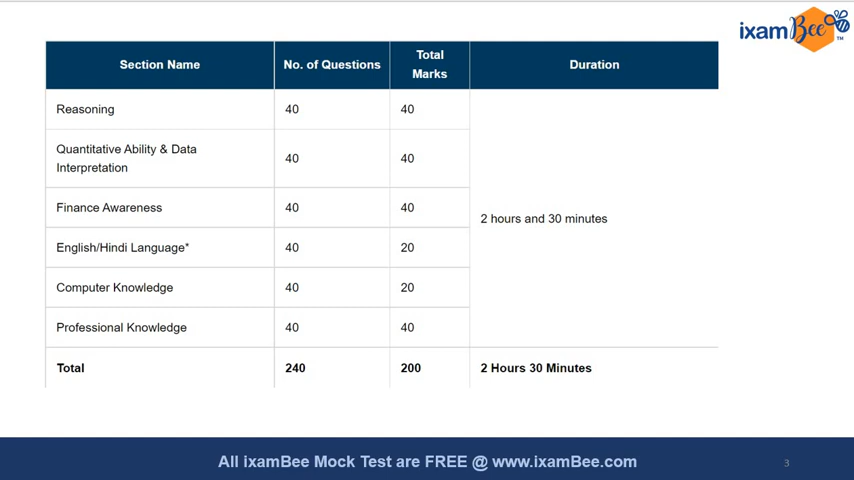 ixamBee™
Section Name No. of Questions Total Marks Duration
Reasoning 40 40
Quantitative Ability & Data
Interpretation 40 40
Finance Awareness 40 40
2 hours and 30 minutes
English/Hindi Language* 40 20
Computer Knowledge 40 20
Professional Knowledge 40 40
Total 240 200 2 Hours 30 Minutes
All ixamBee Mock Test are FREE @ www.ixamBee.com 3